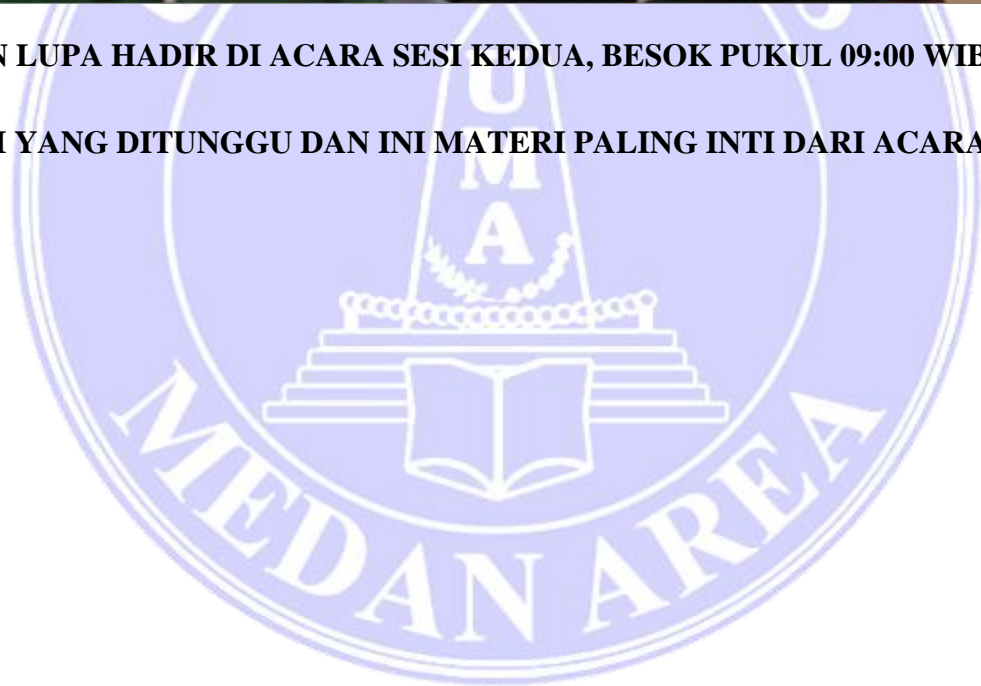 N LUPA HADIR DI ACARA SESI KEDUA, BESOK PUKUL 09:00 WIB
I YANG DITUNGGU DAN INI MATERI PALING INTI DARI ACARA
U
M
A
MEDAN AREA